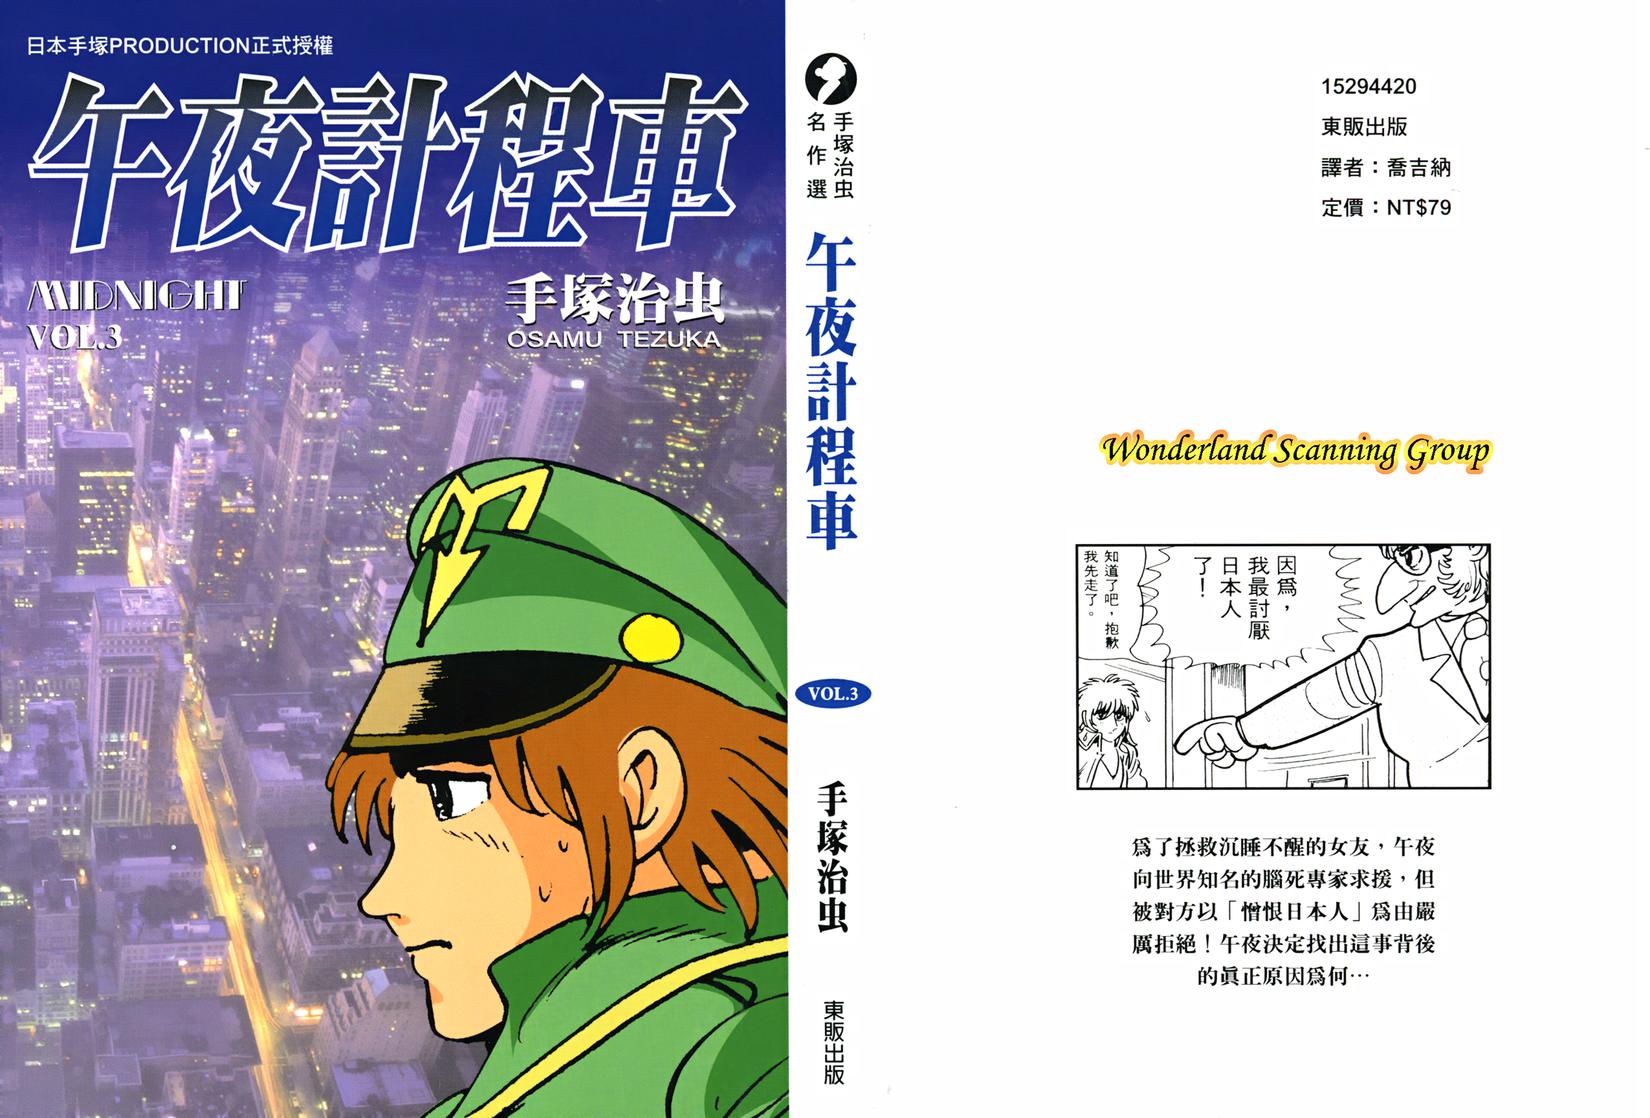 日本手塚PRODUCTION正式授權
午夜計程車
MIDNIGHT
VOL.3
手塚治虫
OSAMU TEZUKA
手塚治虫
名作選
午夜計程車
VOL.3
手塚治虫
東販出版
15294420
東販出版
譯者：喬吉納
定價：NT$79
Wonderland Scanning Group
因爲，
我最討厭
日本人
了！
知道了吧，抱歉
我先走了。
爲了拯救沉睡不醒的女友，午夜
向世界知名的腦死專家求援，但
被對方以「憎恨日本人」爲由嚴
厲拒絕！午夜決定找出這事背後
的眞正原因爲何…